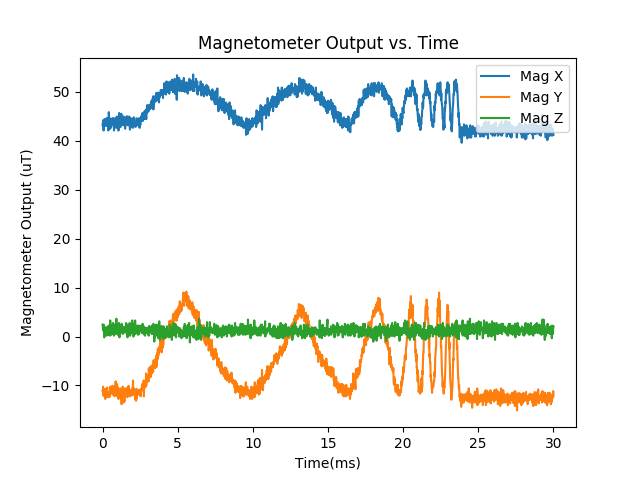 Magnetometer Output vs. Time
Mag X
Mag Y
Mag Z
Magnetometer Output (uT)
50
40
30
20
10
0
−10
0 5 10 15 20 25 30
Time(ms)